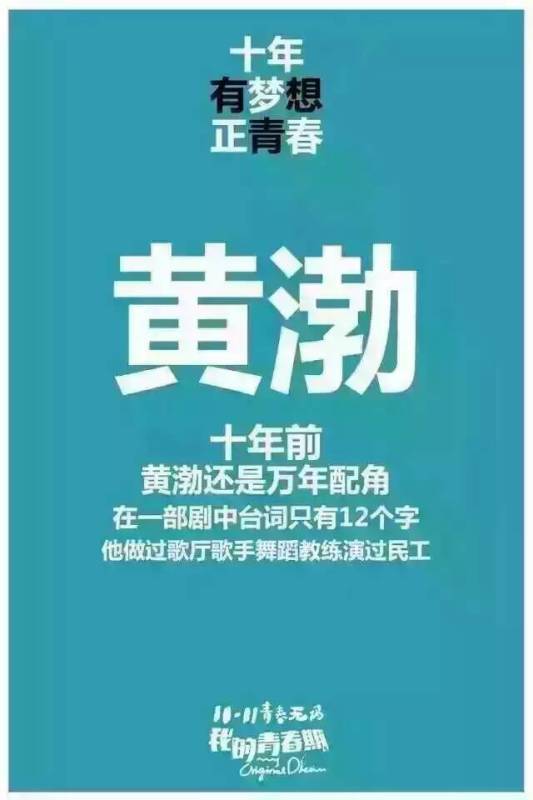 十年
有梦想
正青春
黄渤
十年前
黄渤还是万年配角
在一部剧中台词只有12个字
他做过歌厅歌手舞蹈教练演过民工
11-11青春无码
我的青春期
Original Dream